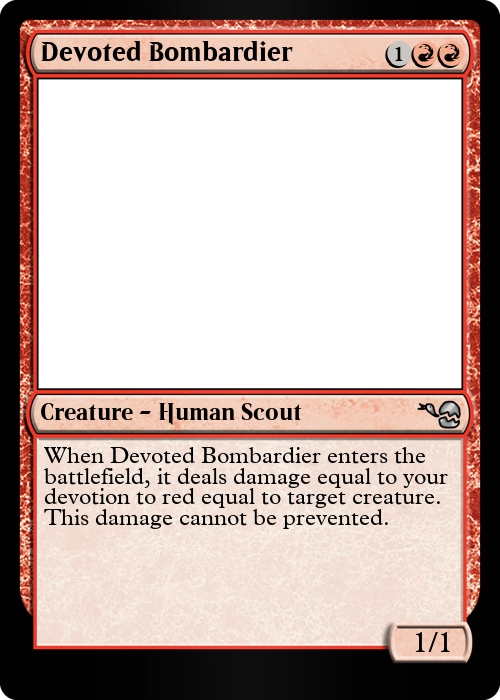 Devoted Bombardier 1
Creature – Human Scout
When Devoted Bombardier enters the
battlefield, it deals damage equal to your
devotion to red equal to target creature.
This damage cannot be prevented.
1/1